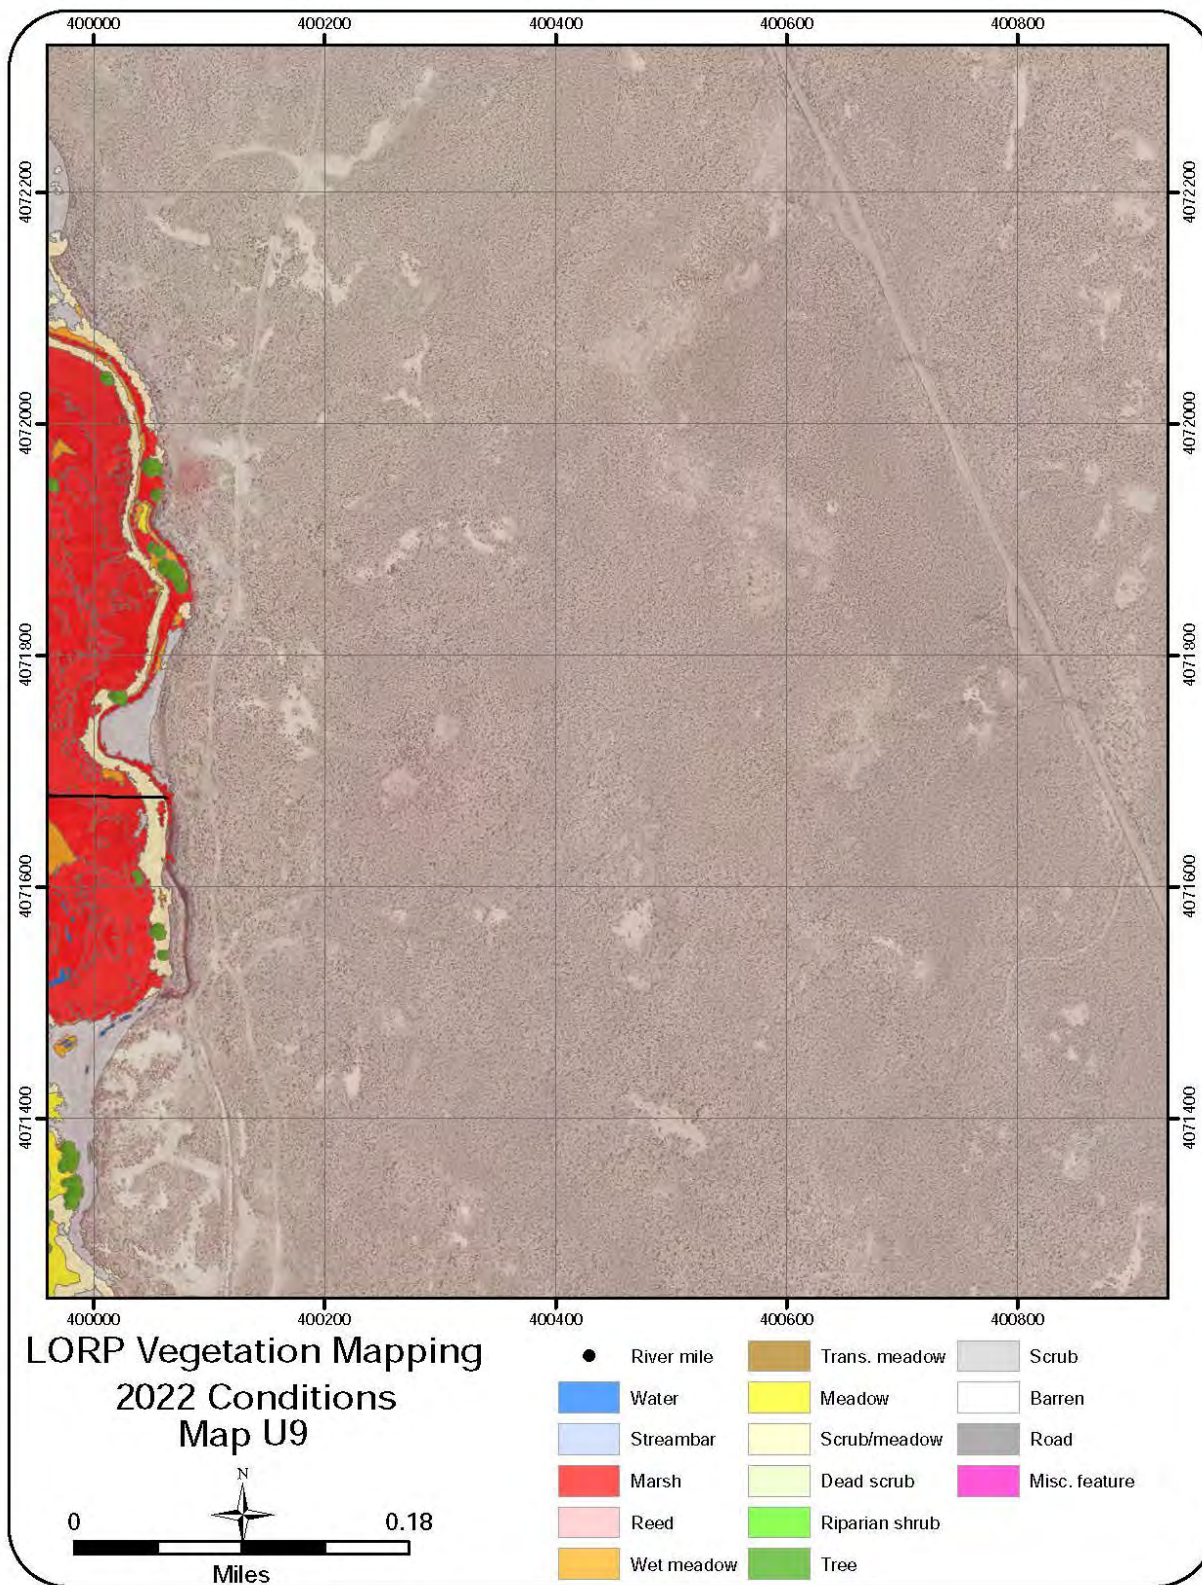 400000 400200 400400 400600 400800
4072200 4072200
4072000 4072000
4071800 4071800
4071600 4071600
4071400 4071400
400000 400200 400400 400600 400800
LORP Vegetation Mapping
2022 Conditions
Map U9
N
0 0.18
Miles
River mile
Water
Streambar
Marsh
Reed
Wet meadow
Trans. meadow
Meadow
Scrub/meadow
Dead scrub
Riparian shrub
Tree
Scrub
Barren
Road
Misc. feature